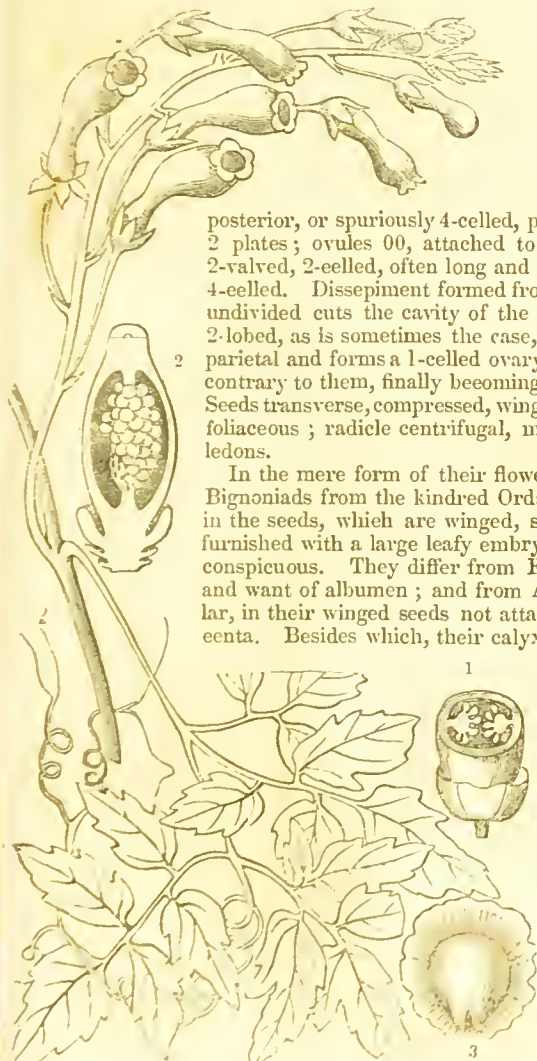 posterior, or spuriously 4-celled, p
2 plates ; ovules 00, attached to
2-valved, 2-eelled, often long and
4-eelled. Dissepiment formed fro
undivided cuts the cavity of the
2-lobed, as is sometimes the case,
parietal and forms a 1-celled ovary
contrary to them, finally beeoming
Seeds transverse, compressed, wing
foliaceous ; radicle centrifugal, n
ledons.
In the mere form of their flowe
Bignoniads from the kindred Ord
in the seeds, whieh are winged, s
furnished with a large leafy embry
conspicuous. They differ from
and want of albumen ; and from
lar, in their winged seeds not atta
eenta. Besides which, their calyx
2
1
3